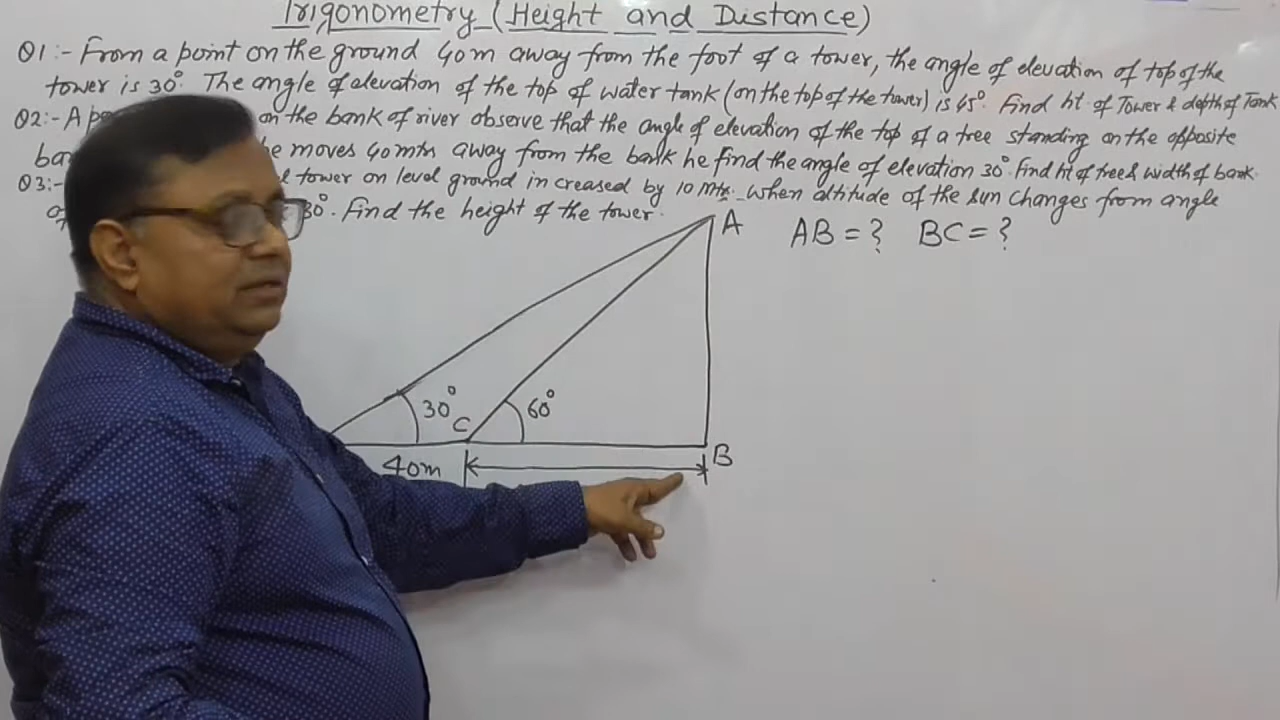 Trigonometry (Height and Distance)
Q1:- From a point on the ground 40m away from the foot of a tower, the angle of elevation of top of the
tower is 30°. The angle of elevation of the top of water tank (on the top of the tower) is 45°. Find ht of Tower & depth of Tank
Q2:- A on the bank of river observe that the angle of elevation of the top of a tree standing on the opposite
he moves 40 mtrs away from the bank he find the angle of elevation 30°. Find ht of tree & width of bank.
Q3:- tower on level ground increased by 10 Mtrs. when altitude of the sun changes from angle
30°. Find the height of the tower.
A
AB = ? BC = ?
30°
C
60°
40m
B